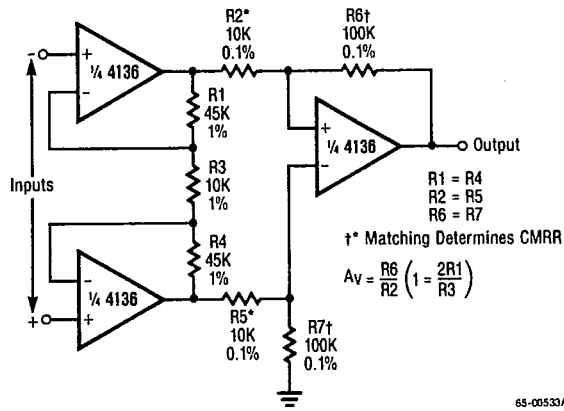 R2*
10K
0.1%
R6†
100K
0.1%
-
+
¼ 4136
-
R1
45K
1%
+
¼ 4136
-
Output
R3
10K
1%
Inputs
R1 = R4
R2 = R5
R6 = R7
†* Matching Determines CMRR
R4
45K
1%
-
¼ 4136
+
+
Av = R6/R2 (1 = 2R1/R3)
R5*
10K
0.1%
R7†
100K
0.1%
65-00533A